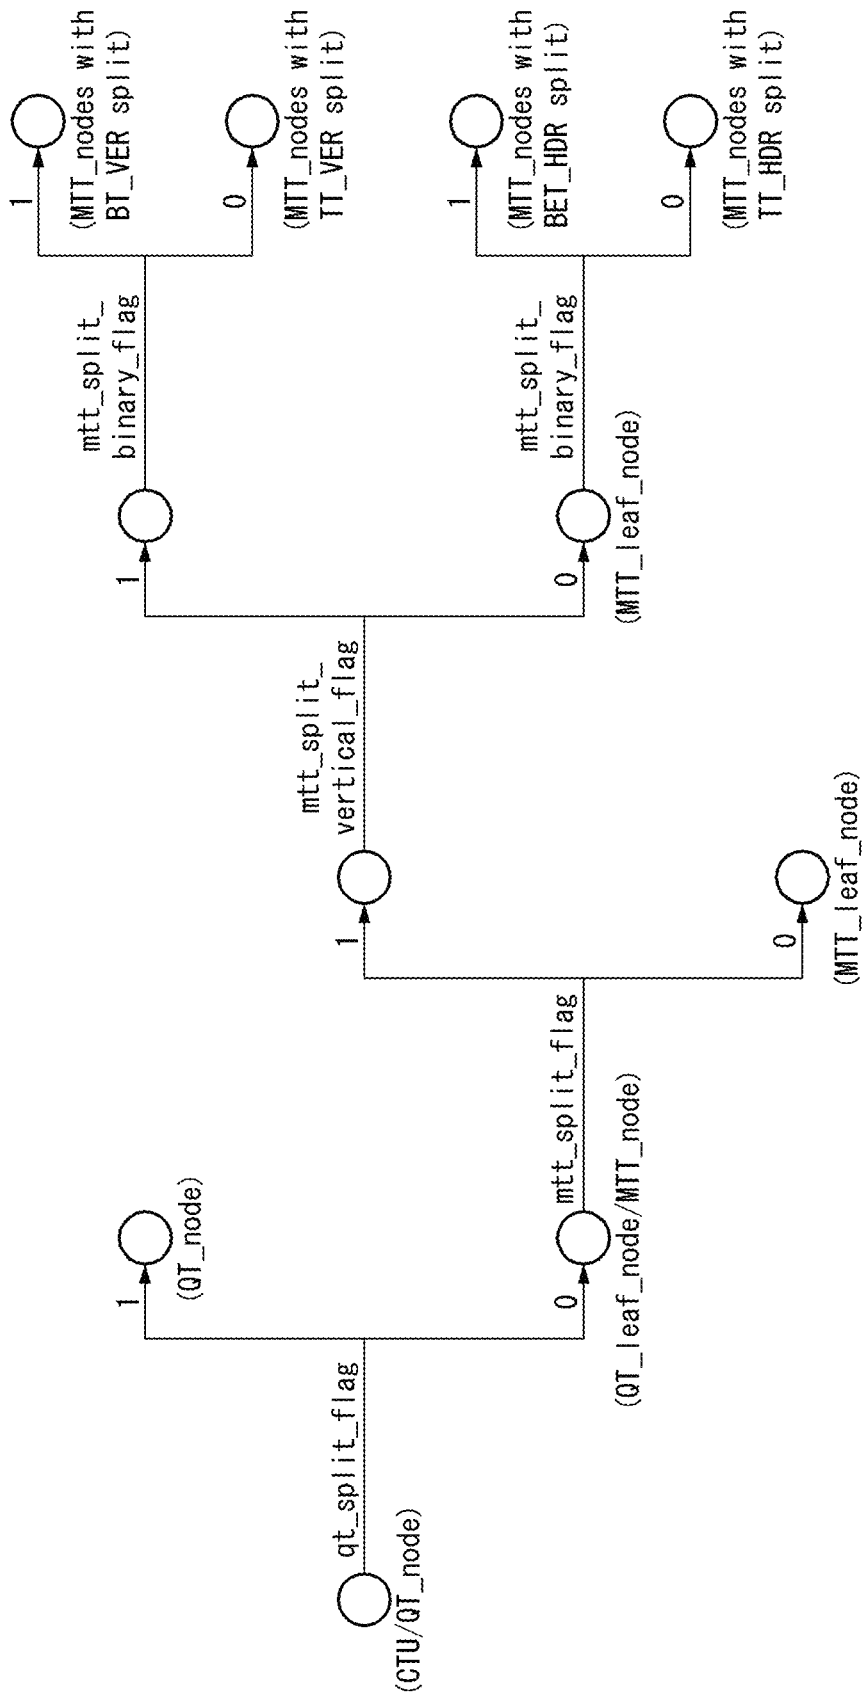 (CTU/QT_node)
qt_split_flag
1
(QT_node)
0
(QT_leaf_node/MTT_node)
mtt_split_flag
1
0
(MTT_leaf_node)
mtt_split_
vertical_flag
1
0
(MTT_leaf_node)
mtt_split_
binary_flag
1
(MTT_nodes with
BT_VER split)
0
(MTT_nodes with
TT_VER split)
mtt_split_
binary_flag
1
(MTT_nodes with
BET_HDR split)
0
(MTT_nodes with
TT_HDR split)